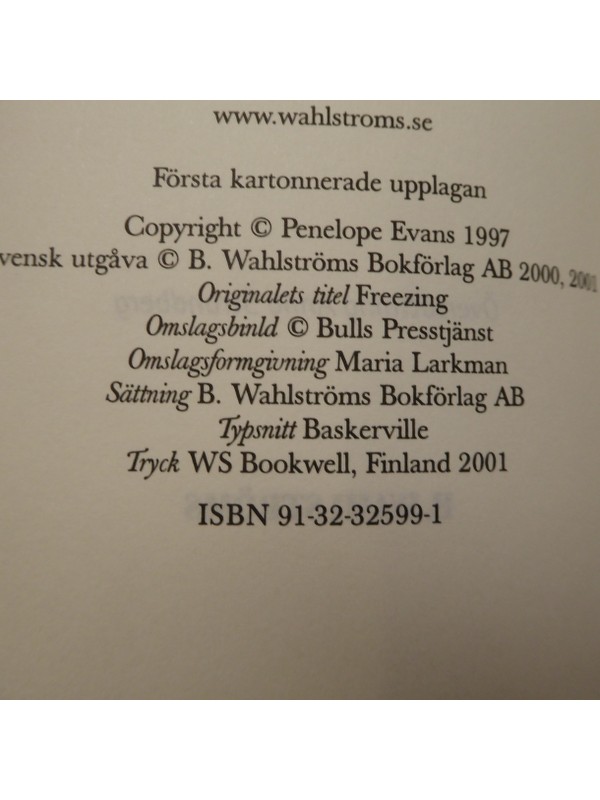 www.wahlstroms.se
Första kartonnerade upplagan
Copyright © Penelope Evans 1997
vensk utgåva © B. Wahlströms Bokförlag AB 2000, 2001
Originalets titel Freezing
Omslagsbinld © Bulls Presstjänst
Omslagsformgivning Maria Larkman
Sättning B. Wahlströms Bokförlag AB
Typsnitt Baskerville
Tryck WS Bookwell, Finland 2001
ISBN 91-32-32599-1